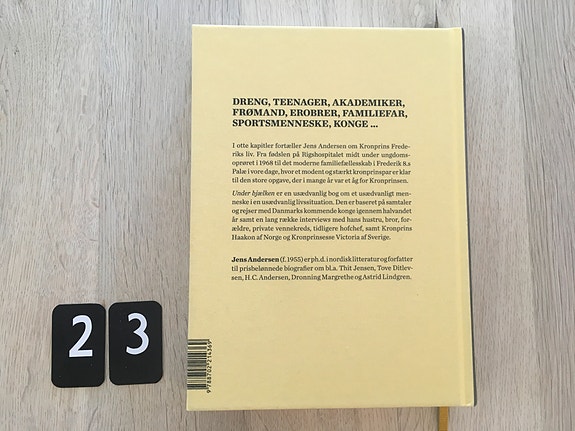 DRENG, TEENAGER, AKADEMIKER,
FRØMAND, EROBRER, FAMILIEFAR,
SPORTSMENNESKE, KONGE ...
I otte kapitler fortæller Jens Andersen om Kronprins Frede-
riks liv. Fra fødslen på Rigshospitalet midt under ungdoms-
oprøret i 1968 til det moderne familiefællesskab i Frederik 8.s
Palæ i vore dage, hvor et modent og stærkt kronprinspar er klar
til den store opgave, der i mange år var et åg for Kronprinsen.
Under bjælken er en usædvanlig bog om et usædvanligt men-
neske i en usædvanlig livssituation. Den er baseret på samtaler
og rejser med Danmarks kommende konge igennem halvandet
år samt en lang række interviews med hans hustru, bror, for-
ældre, private vennekreds, tidligere hofchef, samt Kronprins
Haakon af Norge og Kronprinsesse Victoria af Sverige.
Jens Andersen (f. 1955) er ph.d. i nordisk litteratur og forfatter
til prisbelønnede biografier om bl.a. Thit Jensen, Tove Ditlev-
sen, H.C. Andersen, Dronning Margrethe og Astrid Lindgren.
9788702214369
2 3